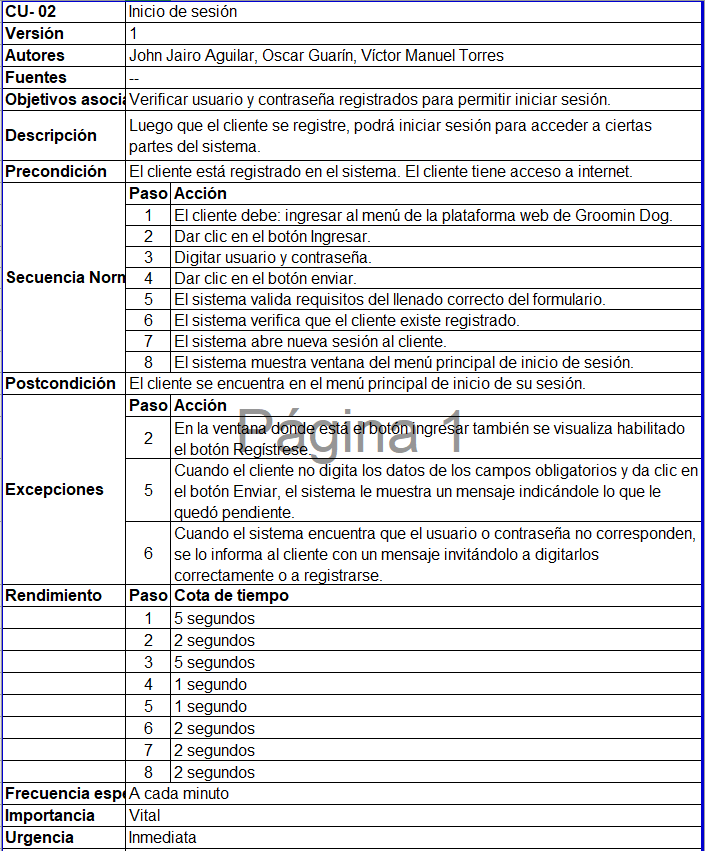 CU- 02 Inicio de sesión
Versión 1
Autores John Jairo Aguilar, Oscar Guarín, Víctor Manuel Torres
Fuentes --
Objetivos asocia Verificar usuario y contraseña registrados para permitir iniciar sesión.
Descripción Luego que el cliente se registre, podrá iniciar sesión para acceder a ciertas
partes del sistema.
Precondición El cliente está registrado en el sistema. El cliente tiene acceso a internet.
Secuencia Norm
Paso Acción
1 El cliente debe: ingresar al menú de la plataforma web de Groomin Dog.
2 Dar clic en el botón Ingresar.
3 Digitar usuario y contraseña.
4 Dar clic en el botón enviar.
5 El sistema valida requisitos del llenado correcto del formulario.
6 El sistema verifica que el cliente existe registrado.
7 El sistema abre nueva sesión al cliente.
8 El sistema muestra ventana del menú principal de inicio de sesión.
Postcondición El cliente se encuentra en el menú principal de inicio de su sesión.
Excepciones
Paso Acción
2 En la ventana donde está el botón ingresar también se visualiza habilitado
el botón Regístrese.
Página 1
5 Cuando el cliente no digita los datos de los campos obligatorios y da clic en
el botón Enviar, el sistema le muestra un mensaje indicándole lo que le
quedó pendiente.
6 Cuando el sistema encuentra que el usuario o contraseña no corresponden,
se lo informa al cliente con un mensaje invitándolo a digitarlos
correctamente o a registrarse.
Rendimiento Paso Cota de tiempo
1 5 segundos
2 2 segundos
3 5 segundos
4 1 segundo
5 1 segundo
6 2 segundos
7 2 segundos
8 2 segundos
Frecuencia espe A cada minuto
Importancia Vital
Urgencia Inmediata